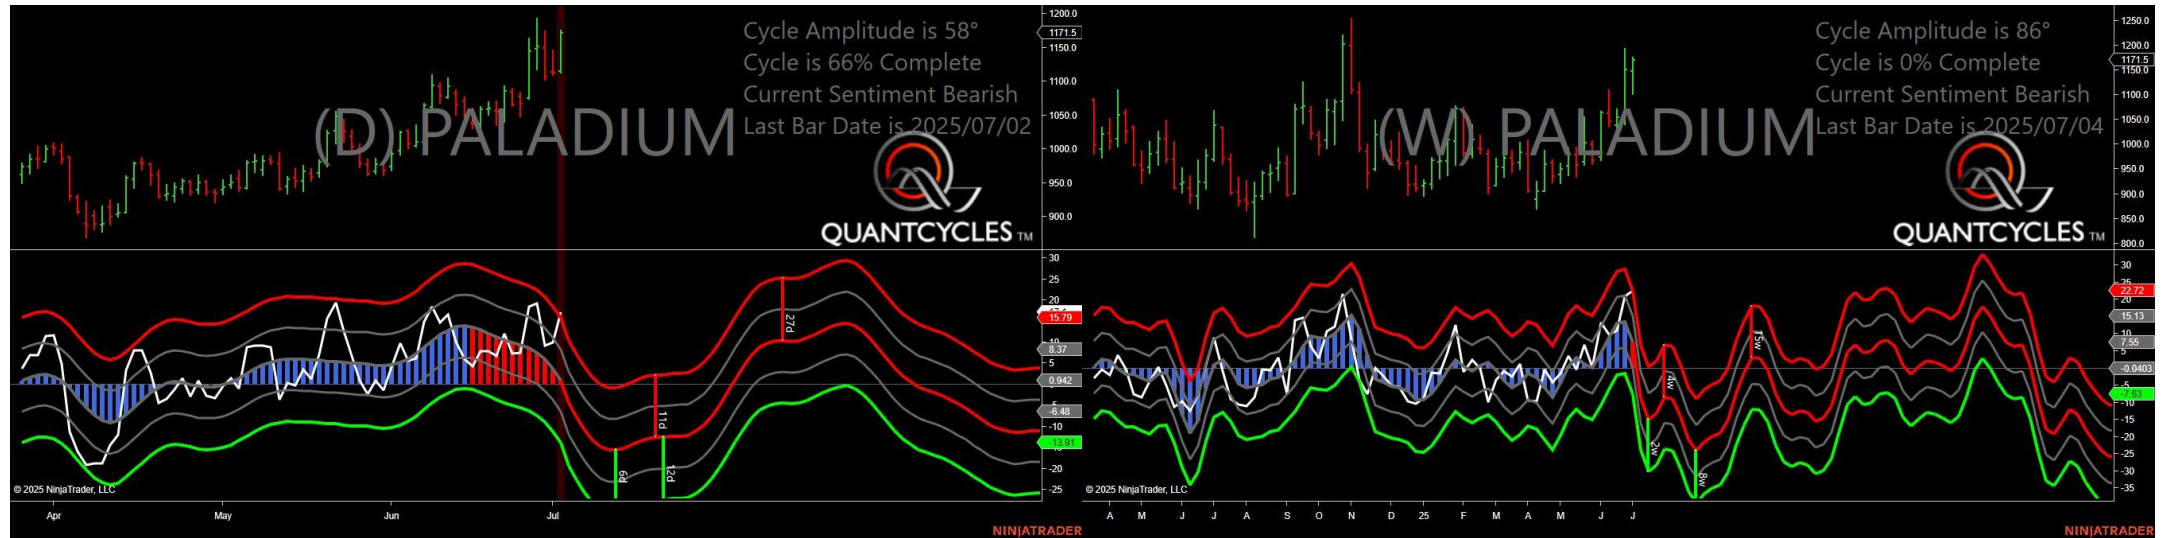 Cycle Amplitude is 58°
Cycle is 66% Complete
Current Sentiment Bearish
Last Bar Date is 2025/07/02
(D) PALADIUM
QUANTCYCLES TM
1200.0
1171.5
1150.0
1100.0
1050.0
1000.0
950.0
900.0
30
25
20
15.79
10
8.37
5
0.942
-5
-6.48
-10
-13.91
-20
-25
27d
11d
12d
6d
© 2025 NinjaTrader, LLC
Apr May Jun Jul
NINJATRADER
Cycle Amplitude is 86°
Cycle is 0% Complete
Current Sentiment Bearish
Last Bar Date is 2025/07/04
(W) PALADIUM
QUANTCYCLES TM
1250.0
1200.0
1171.5
1150.0
1100.0
1050.0
1000.0
950.0
900.0
850.0
800.0
30
22.72
20
15.13
10
7.55
5
-0.0403
-5
-7.63
-10
-15
-20
-25
-30
-35
15w
4w
2w
8w
© 2025 NinjaTrader, LLC
A M J J A S O N D 25 F M A M J J
NINJATRADER